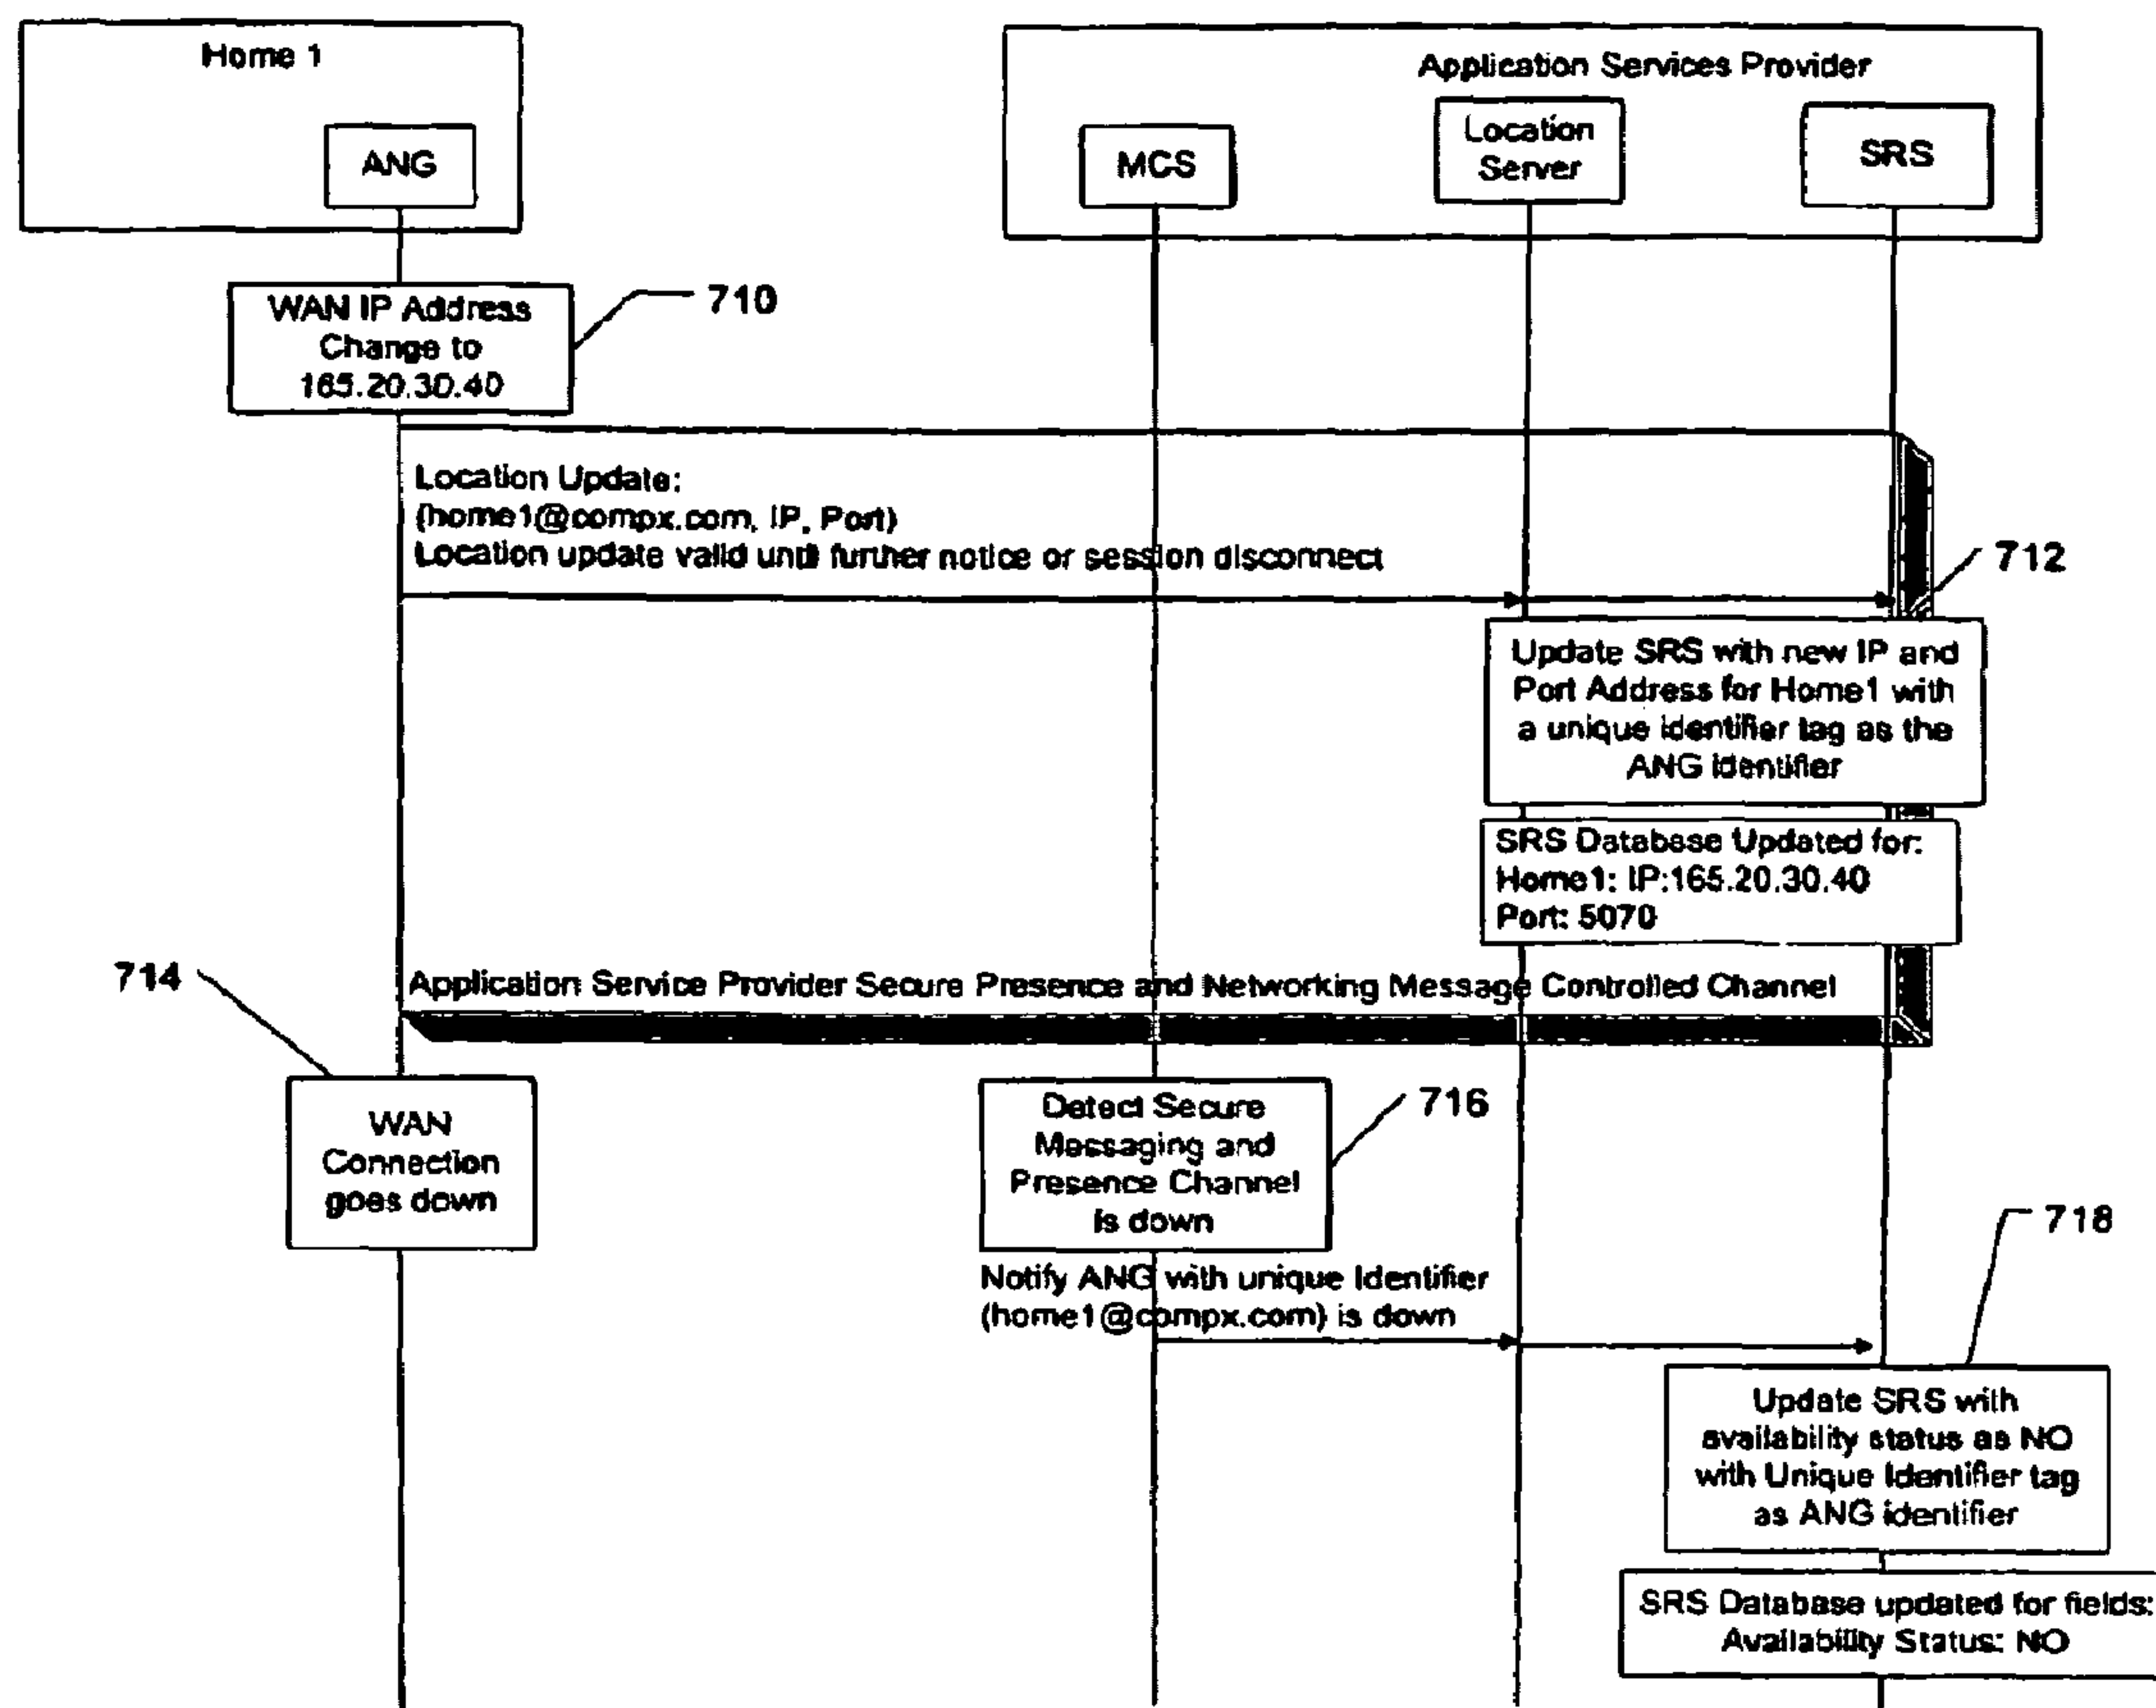 Home 1
Application Services Provider
ANG
MCS
Location
Server
SRS
WAN IP Address
Change to
165.20.30.40
710
Location Update:
(home1@compx.com, IP, Port)
Location update valid until further notice or session disconnect
712
Update SRS with new IP and
Port Address for Home1 with
a unique identifier tag as the
ANG identifier
SRS Database Updated for:
Home1: IP:165.20.30.40
Port: 5070
714
Application Service Provider Secure Presence and Networking Message Controlled Channel
WAN
Connection
goes down
Detect Secure
Messaging and
Presence Channel
is down
716
Notify ANG with unique Identifier
(home1@compx.com) is down
718
Update SRS with
availability status as NO
with Unique Identifier tag
as ANG identifier
SRS Database updated for fields:
Availability Status: NO